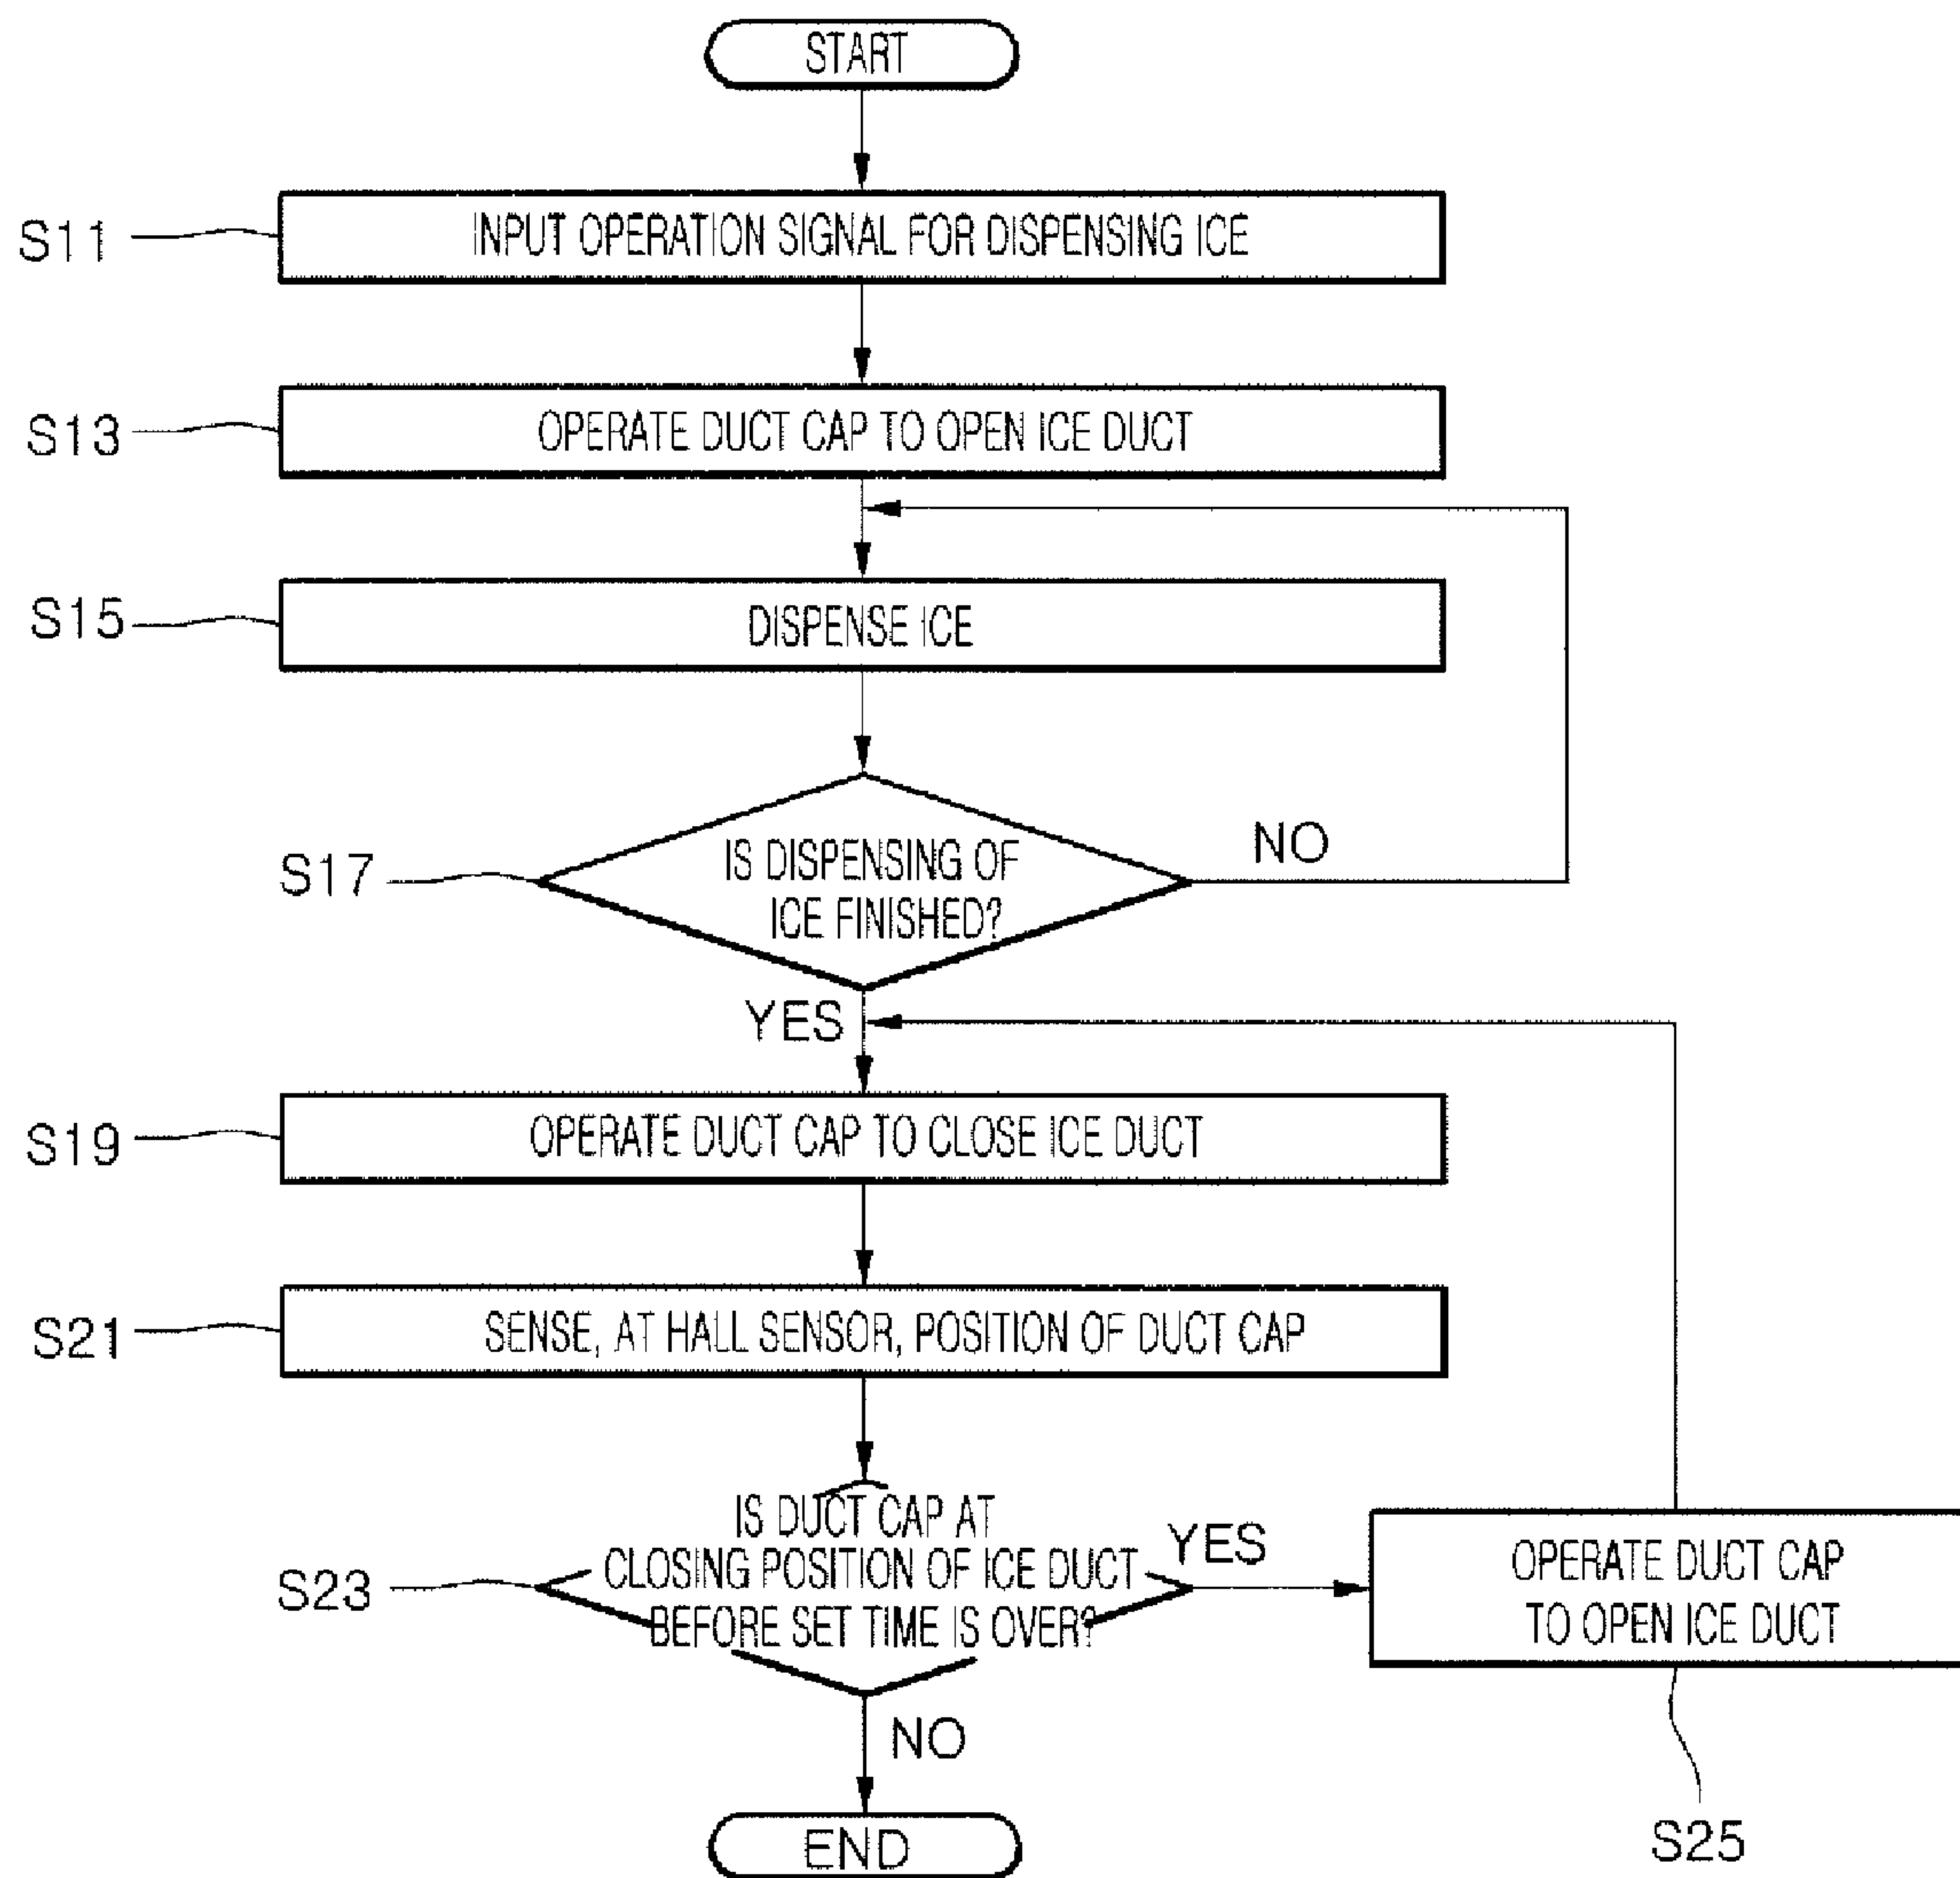 START
S11
INPUT OPERATION SIGNAL FOR DISPENSING ICE
S13
OPERATE DUCT CAP TO OPEN ICE DUCT
S15
DISPENSE ICE
S17
IS DISPENSING OF
ICE FINISHED?
NO
YES
S19
OPERATE DUCT CAP TO CLOSE ICE DUCT
S21
SENSE, AT HALL SENSOR, POSITION OF DUCT CAP
S23
IS DUCT CAP AT
CLOSING POSITION OF ICE DUCT
BEFORE SET TIME IS OVER?
YES
OPERATE DUCT CAP
TO OPEN ICE DUCT
S25
NO
END